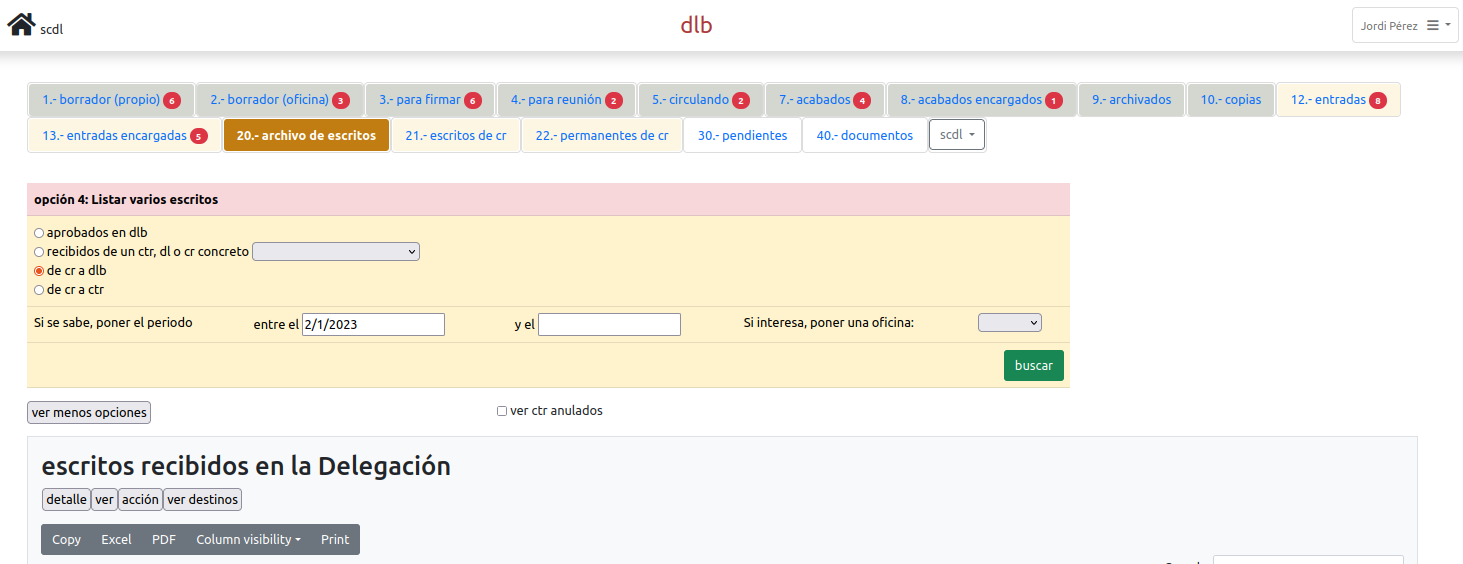 scdl
dlb
Jordi Pérez
1.- borrador (propio) 6 2.- borrador (oficina) 3 3.- para firmar 6 4.- para reunión 2 5.- circulando 2 7.- acabados 4 8.- acabados encargados 1 9.- archivados 10.- copias 12.- entradas 8
13.- entradas encargadas 5 20.- archivo de escritos 21.- escritos de cr 22.- permanentes de cr 30.- pendientes 40.- documentos scdl
opción 4: Listar varios escritos
aprobados en dlb
recibidos de un ctr, dl o cr concreto
de cr a dlb
de cr a ctr
Si se sabe, poner el periodo entre el 2/1/2023 y el Si interesa, poner una oficina:
buscar
ver menos opciones ver ctr anulados
escritos recibidos en la Delegación
detalle ver acción ver destinos
Copy Excel PDF Column visibility Print